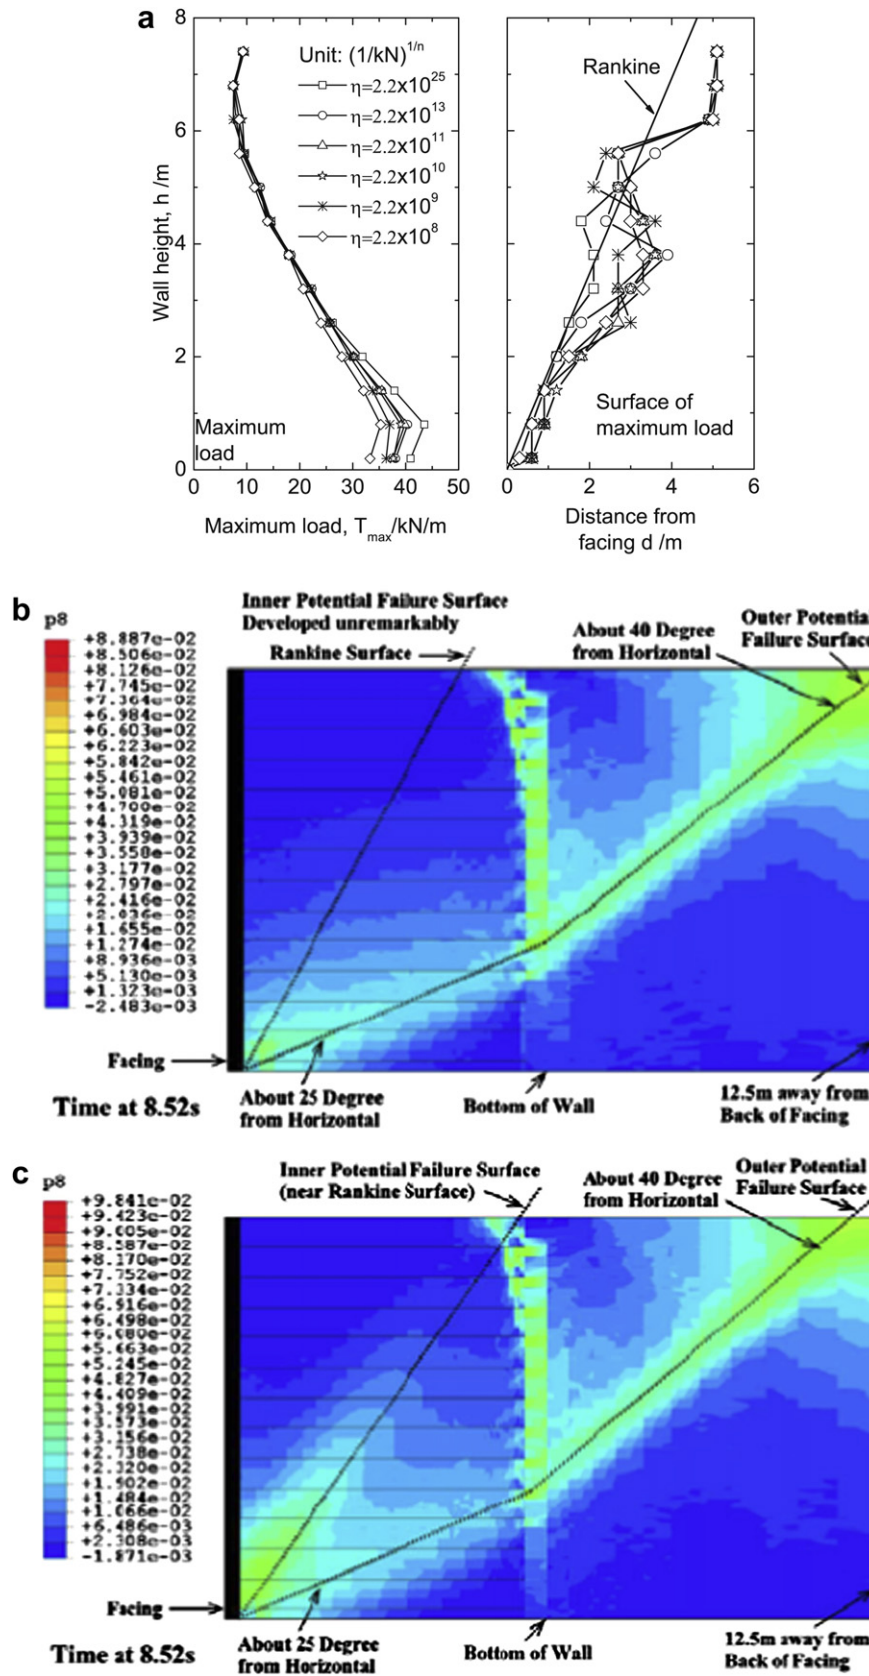 a
8
6
4
2
0
Wall height, h /m
Unit: (1/kN)^1/n
η=2.2x10^25
η=2.2x10^13
η=2.2x10^11
η=2.2x10^10
η=2.2x10^9
η=2.2x10^8
Maximum
load
0 10 20 30 40 50
Maximum load, T_max/kN/m
Rankine
Surface of
maximum load
0 2 4 6
Distance from
facing d /m
b
p8
+8.887e-02
+8.506e-02
+8.126e-02
+7.745e-02
+7.364e-02
+6.984e-02
+6.603e-02
+6.223e-02
+5.842e-02
+5.461e-02
+5.081e-02
+4.700e-02
+4.319e-02
+3.939e-02
+3.558e-02
+3.177e-02
+2.797e-02
+2.416e-02
+2.036e-02
+1.655e-02
+1.274e-02
+8.936e-03
+5.130e-03
+1.323e-03
-2.483e-03
Inner Potential Failure Surface
Developed unremarkably
Rankine Surface
About 40 Degree
from Horizontal
Outer Potential
Failure Surface
Facing
Time at 8.52s
About 25 Degree
from Horizontal
Bottom of Wall
12.5m away from
Back of Facing
c
p8
+9.841e-02
+9.423e-02
+9.005e-02
+8.587e-02
+8.170e-02
+7.752e-02
+7.334e-02
+6.916e-02
+6.498e-02
+6.080e-02
+5.663e-02
+5.245e-02
+4.827e-02
+4.409e-02
+3.991e-02
+3.573e-02
+3.156e-02
+2.738e-02
+2.320e-02
+1.902e-02
+1.484e-02
+1.066e-02
+6.486e-03
+2.308e-03
-1.871e-03
Inner Potential Failure Surface
(near Rankine Surface)
About 40 Degree
from Horizontal
Outer Potential
Failure Surface
Facing
Time at 8.52s
About 25 Degree
from Horizontal
Bottom of Wall
12.5m away from
Back of Facing